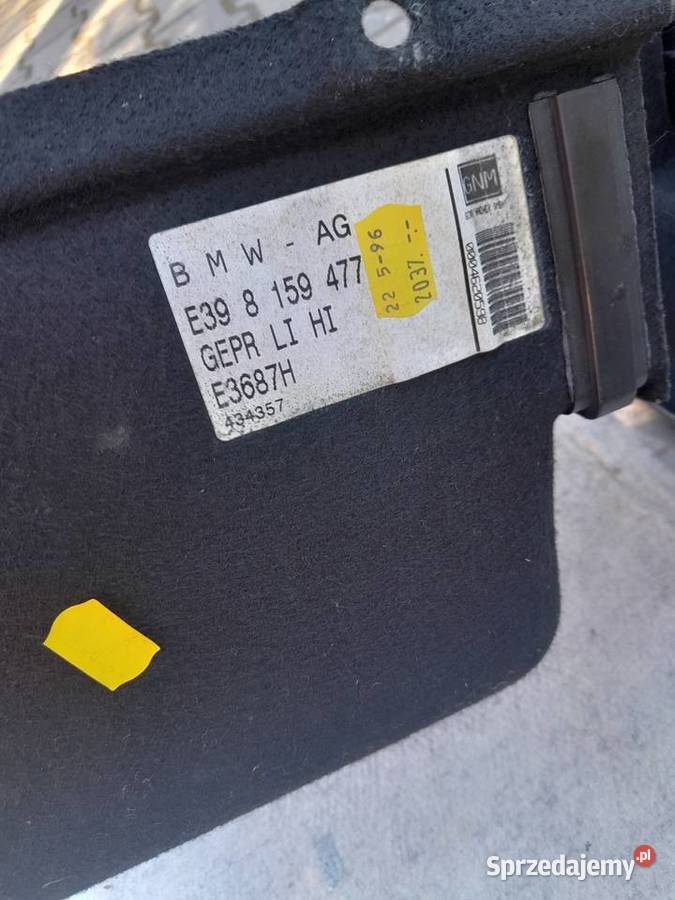 BMW - AG
E39 8 159 477
GEPR LI HI
E3687H
434357
22 5-96
2037.--
GNM
Sprzedajemy.pl